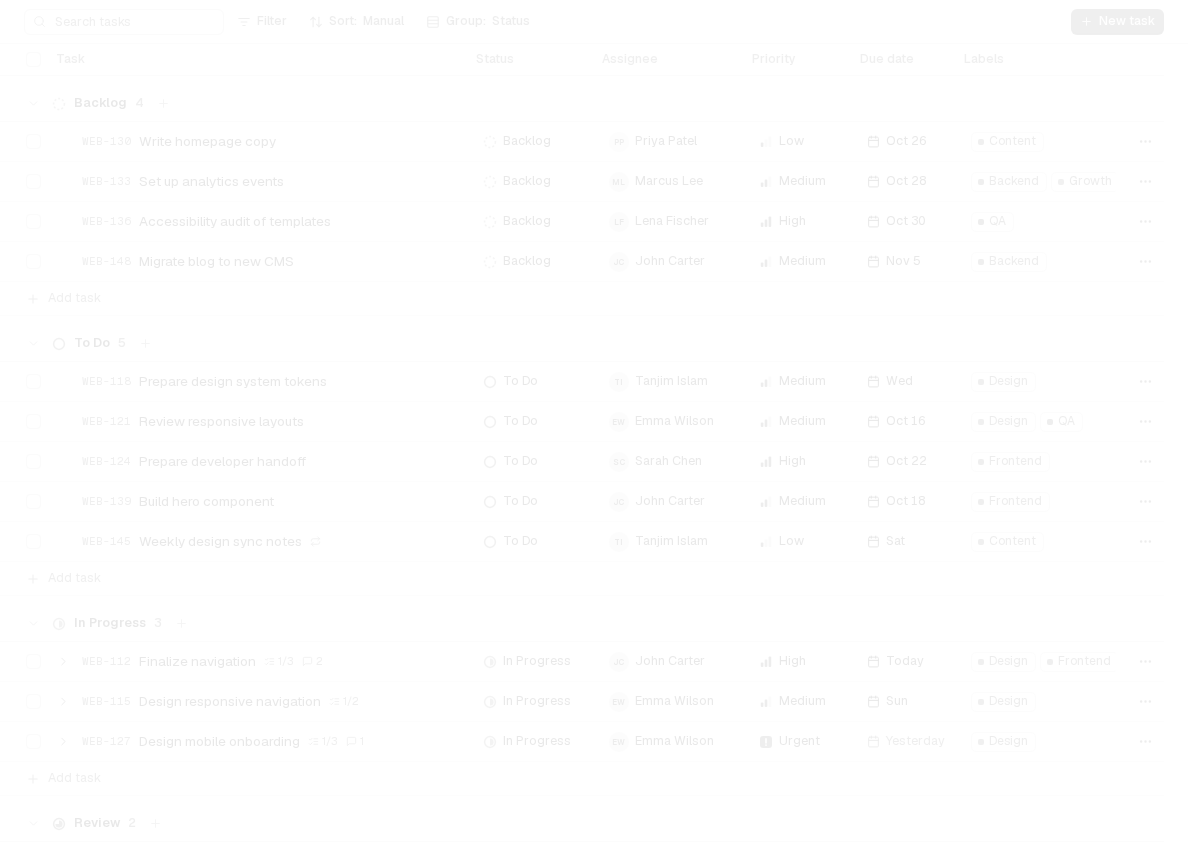 Search tasks Filter Sort: Manual Group: Status New task
Task Status Assignee Priority Due date Labels
Backlog 4
WEB-130 Write homepage copy Backlog PP Priya Patel Low Oct 26 Content
WEB-133 Set up analytics events Backlog ML Marcus Lee Medium Oct 28 Backend Growth
WEB-136 Accessibility audit of templates Backlog LF Lena Fischer High Oct 30 QA
WEB-148 Migrate blog to new CMS Backlog JC John Carter Medium Nov 5 Backend
Add task
To Do 5
WEB-118 Prepare design system tokens To Do TI Tanjim Islam Medium Wed Design
WEB-121 Review responsive layouts To Do EW Emma Wilson Medium Oct 16 Design QA
WEB-124 Prepare developer handoff To Do SC Sarah Chen High Oct 22 Frontend
WEB-139 Build hero component To Do JC John Carter Medium Oct 18 Frontend
WEB-145 Weekly design sync notes To Do TI Tanjim Islam Low Sat Content
Add task
In Progress 3
WEB-112 Finalize navigation 1/3 2 In Progress JC John Carter High Today Design Frontend
WEB-115 Design responsive navigation 1/2 In Progress EW Emma Wilson Medium Sun Design
WEB-127 Design mobile onboarding 1/3 1 In Progress EW Emma Wilson Urgent Yesterday Design
Add task
Review 2